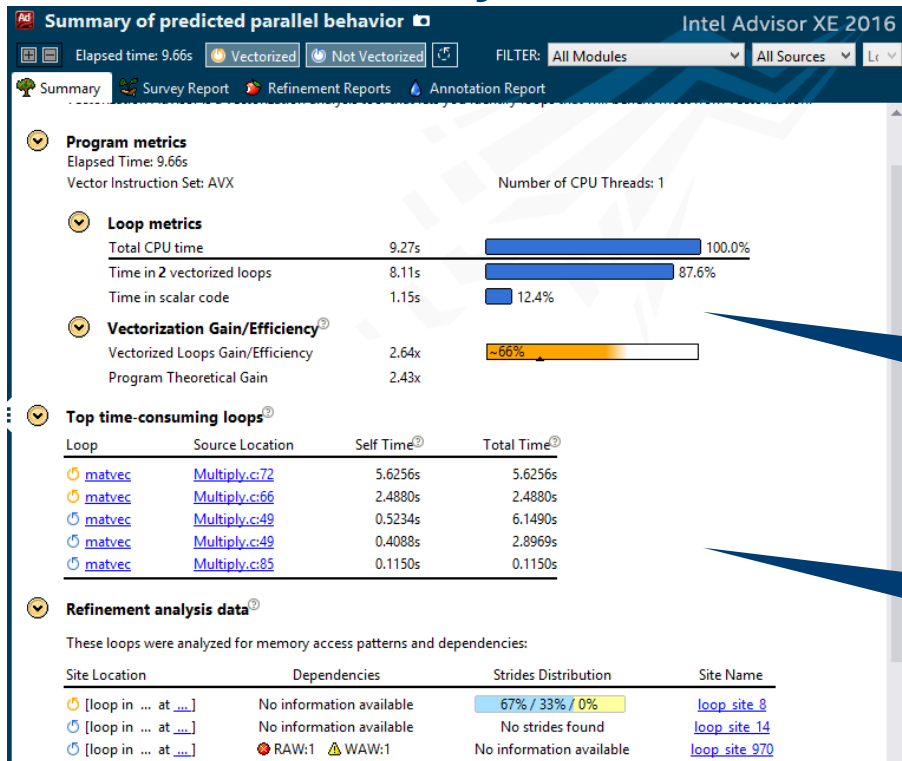 Summary of predicted parallel behavior Intel Advisor XE 2016
Elapsed time: 9.66s Vectorized Not Vectorized FILTER: All Modules All Sources
Summary Survey Report Refinement Reports Annotation Report
Program metrics
Elapsed Time: 9.66s
Vector Instruction Set: AVX Number of CPU Threads: 1
Loop metrics
Total CPU time 9.27s 100.0%
Time in 2 vectorized loops 8.11s 87.6%
Time in scalar code 1.15s 12.4%
Vectorization Gain/Efficiency
Vectorized Loops Gain/Efficiency 2.64x ~66%
Program Theoretical Gain 2.43x
Top time-consuming loops
Loop Source Location Self Time Total Time
matvec Multiply.c:72 5.6256s 5.6256s
matvec Multiply.c:66 2.4880s 2.4880s
matvec Multiply.c:49 0.5234s 6.1490s
matvec Multiply.c:49 0.4088s 2.8969s
matvec Multiply.c:85 0.1150s 0.1150s
Refinement analysis data
These loops were analyzed for memory access patterns and dependencies:
Site Location Dependencies Strides Distribution Site Name
[loop in ... at ...] No information available 67% / 33% / 0% loop site 8
[loop in ... at ...] No information available No strides found loop site 14
[loop in ... at ...] RAW:1 WAW:1 No information available loop site 970